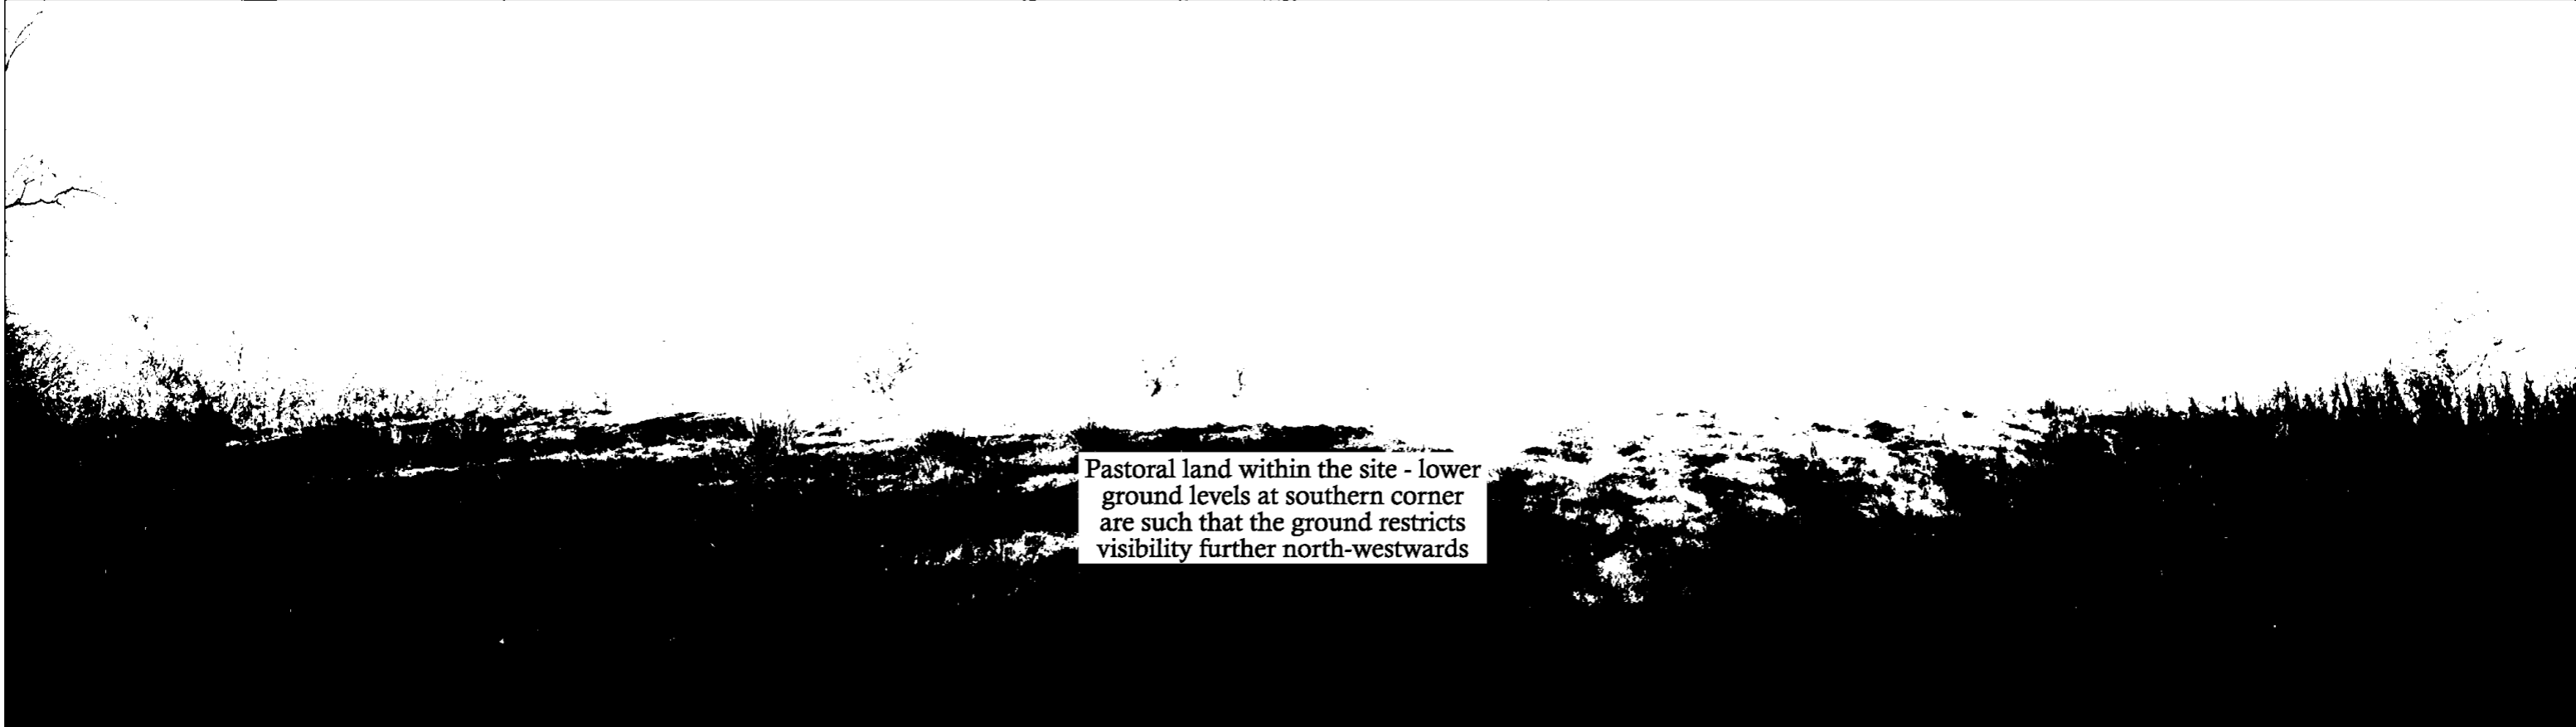 Pastoral land within the site - lower
ground levels at southern corner
are such that the ground restricts
visibility further north-westwards